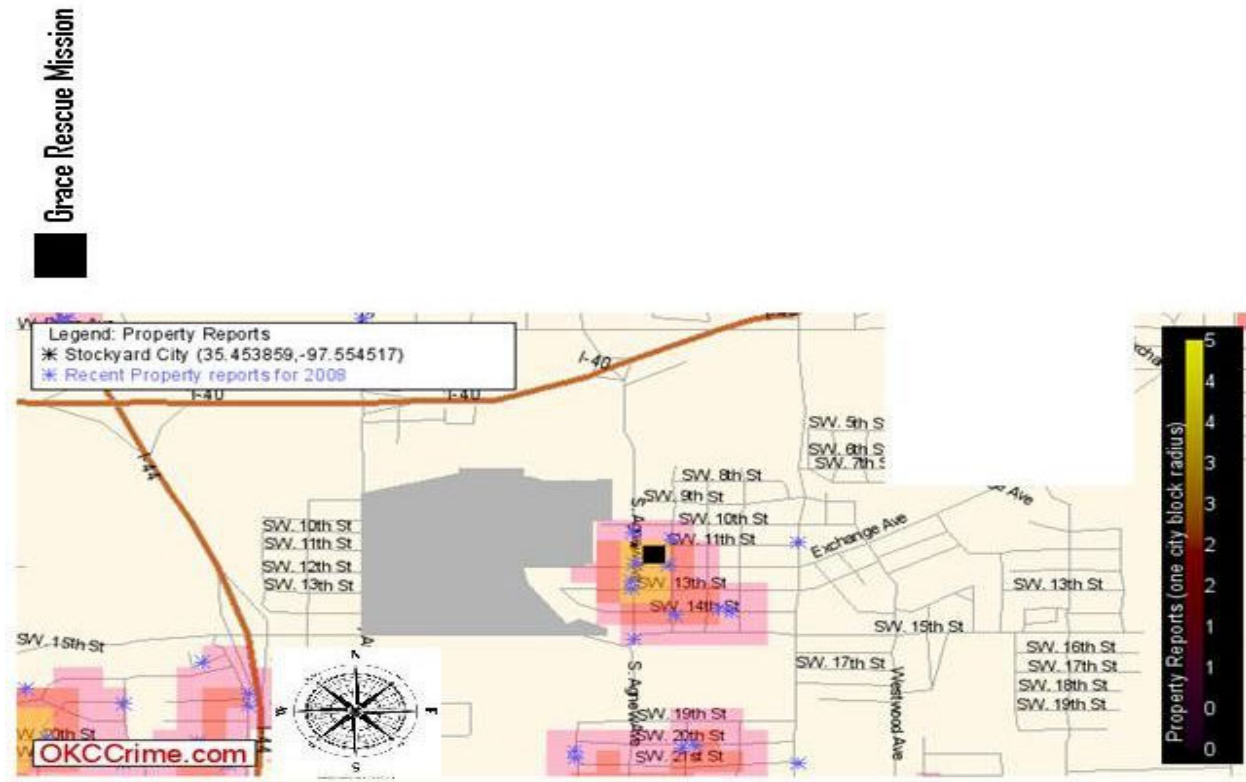 Grace Rescue Mission
Legend: Property Reports
Stockyard City (35.453859,-97.554517)
Recent Property reports for 2008
I-40
I-40
I-40
I-44
SW. 5th S
SW. 6th S
SW. 7th S
SW. 8th St
SW. 9th St
SW. 10th St
SW. 11th St
SW. 13th St
SW. 14th St
S. Agnew Ave
SW. 10th St
SW. 11th St
SW. 12th St
SW. 13th St
Exchange Ave
Ave
SW. 13th St
SW. 15th St
SW. 15th St
SW. 16th St
SW. 17th St
SW. 18th St
SW. 19th St
SW. 17th St
Westwood Ave
SW. 19th St
SW. 20th St
SW. 21st St
I-44
N
E
S
OKCCrime.com
Property Reports (one city block radius)
5
4
4
3
3
2
2
1
1
0
0